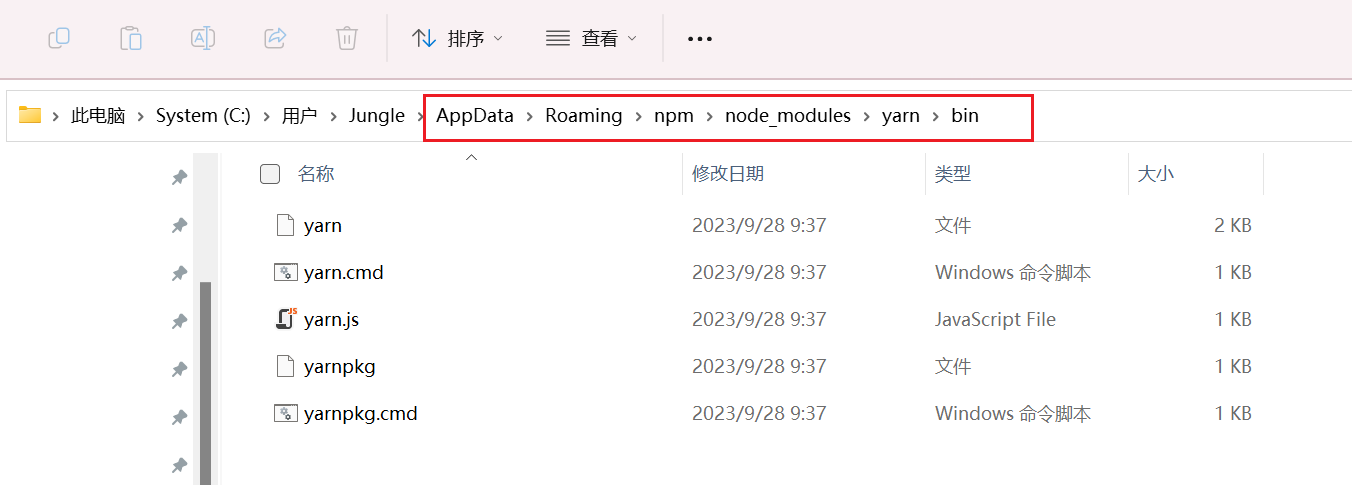 排序 查看
此电脑 System (C:) 用户 Jungle AppData Roaming npm node_modules yarn bin
名称 修改日期 类型 大小
yarn 2023/9/28 9:37 文件 2 KB
yarn.cmd 2023/9/28 9:37 Windows 命令脚本 1 KB
yarn.js 2023/9/28 9:37 JavaScript File 1 KB
yarnpkg 2023/9/28 9:37 文件 1 KB
yarnpkg.cmd 2023/9/28 9:37 Windows 命令脚本 1 KB